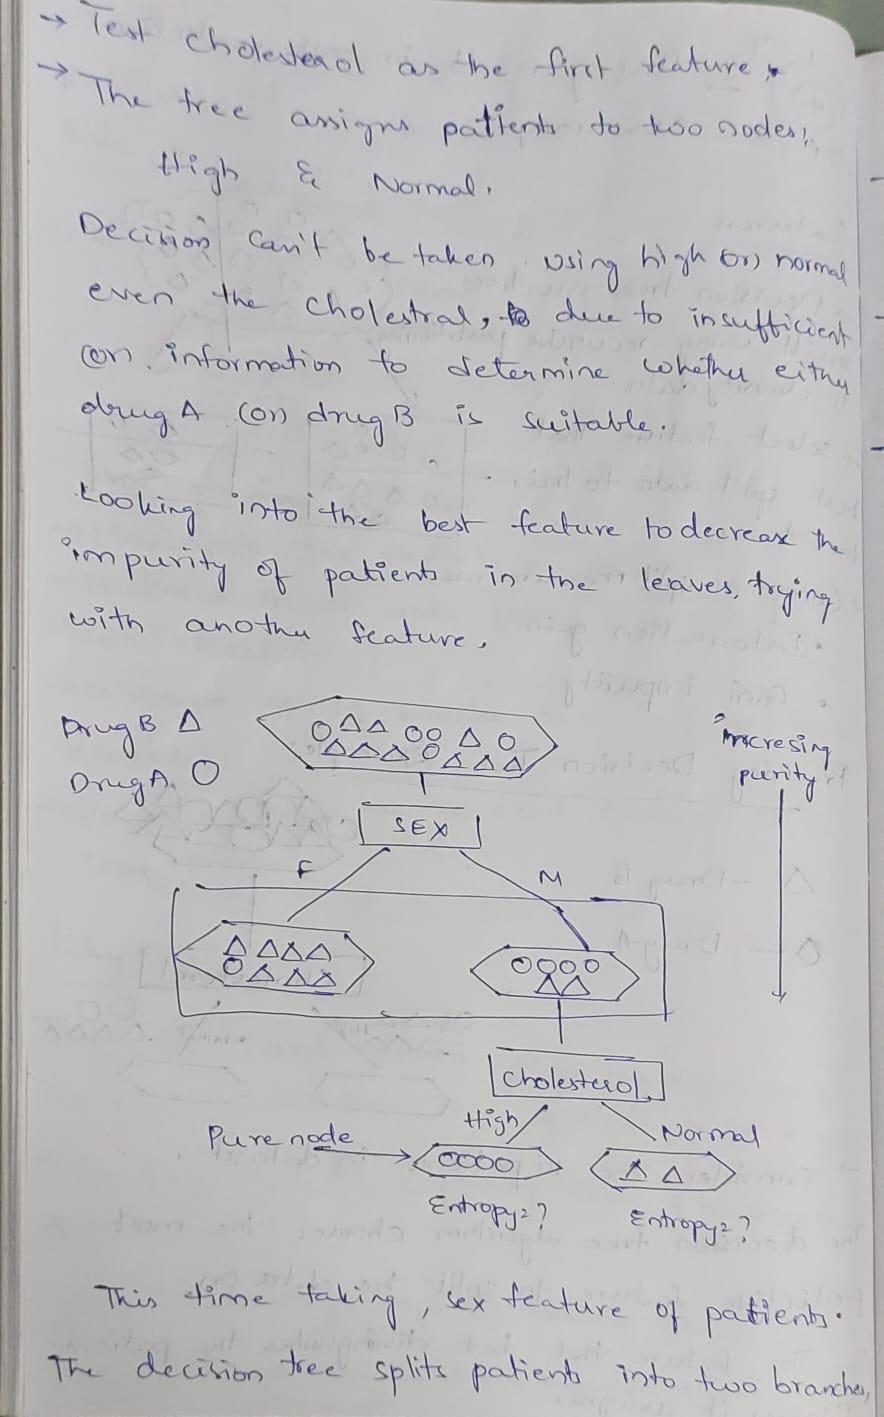 → Test cholesterol as the first feature.
→ The tree assigns patients to two nodes;
High & Normal.
Decision can't be taken using high (or) normal
even the cholestral, due to insufficient
(or) information to determine whether either
drug A (or) drug B is suitable.
Looking into the best feature to decrease the
impurity of patients in the leaves, trying
with another feature,
Drug B △
Drug A ○
incresing
purity
SEX
F
M
Cholesterol
High
Normal
Pure node
Entropy=?
Entropy=?
This time taking, sex feature of patients.
The decision tree splits patients into two branches,